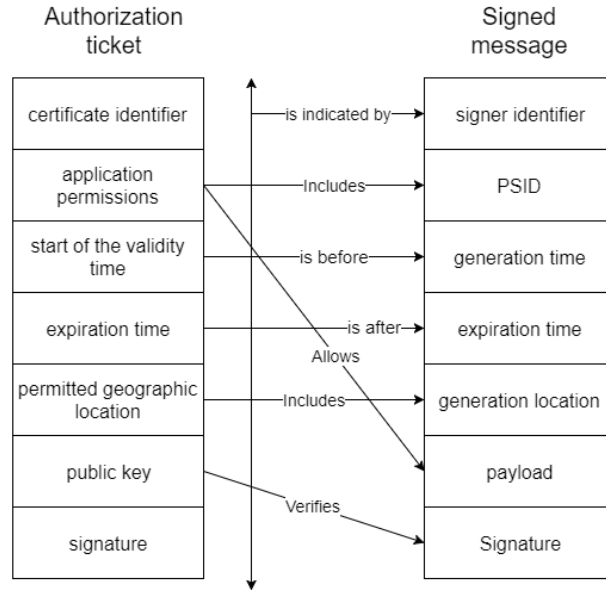 Authorization
ticket
Signed
message
certificate identifier
is indicated by
signer identifier
application
permissions
Includes
PSID
start of the validity
time
is before
generation time
expiration time
is after
expiration time
Allows
permitted geographic
location
Includes
generation location
public key
payload
Verifies
signature
Signature